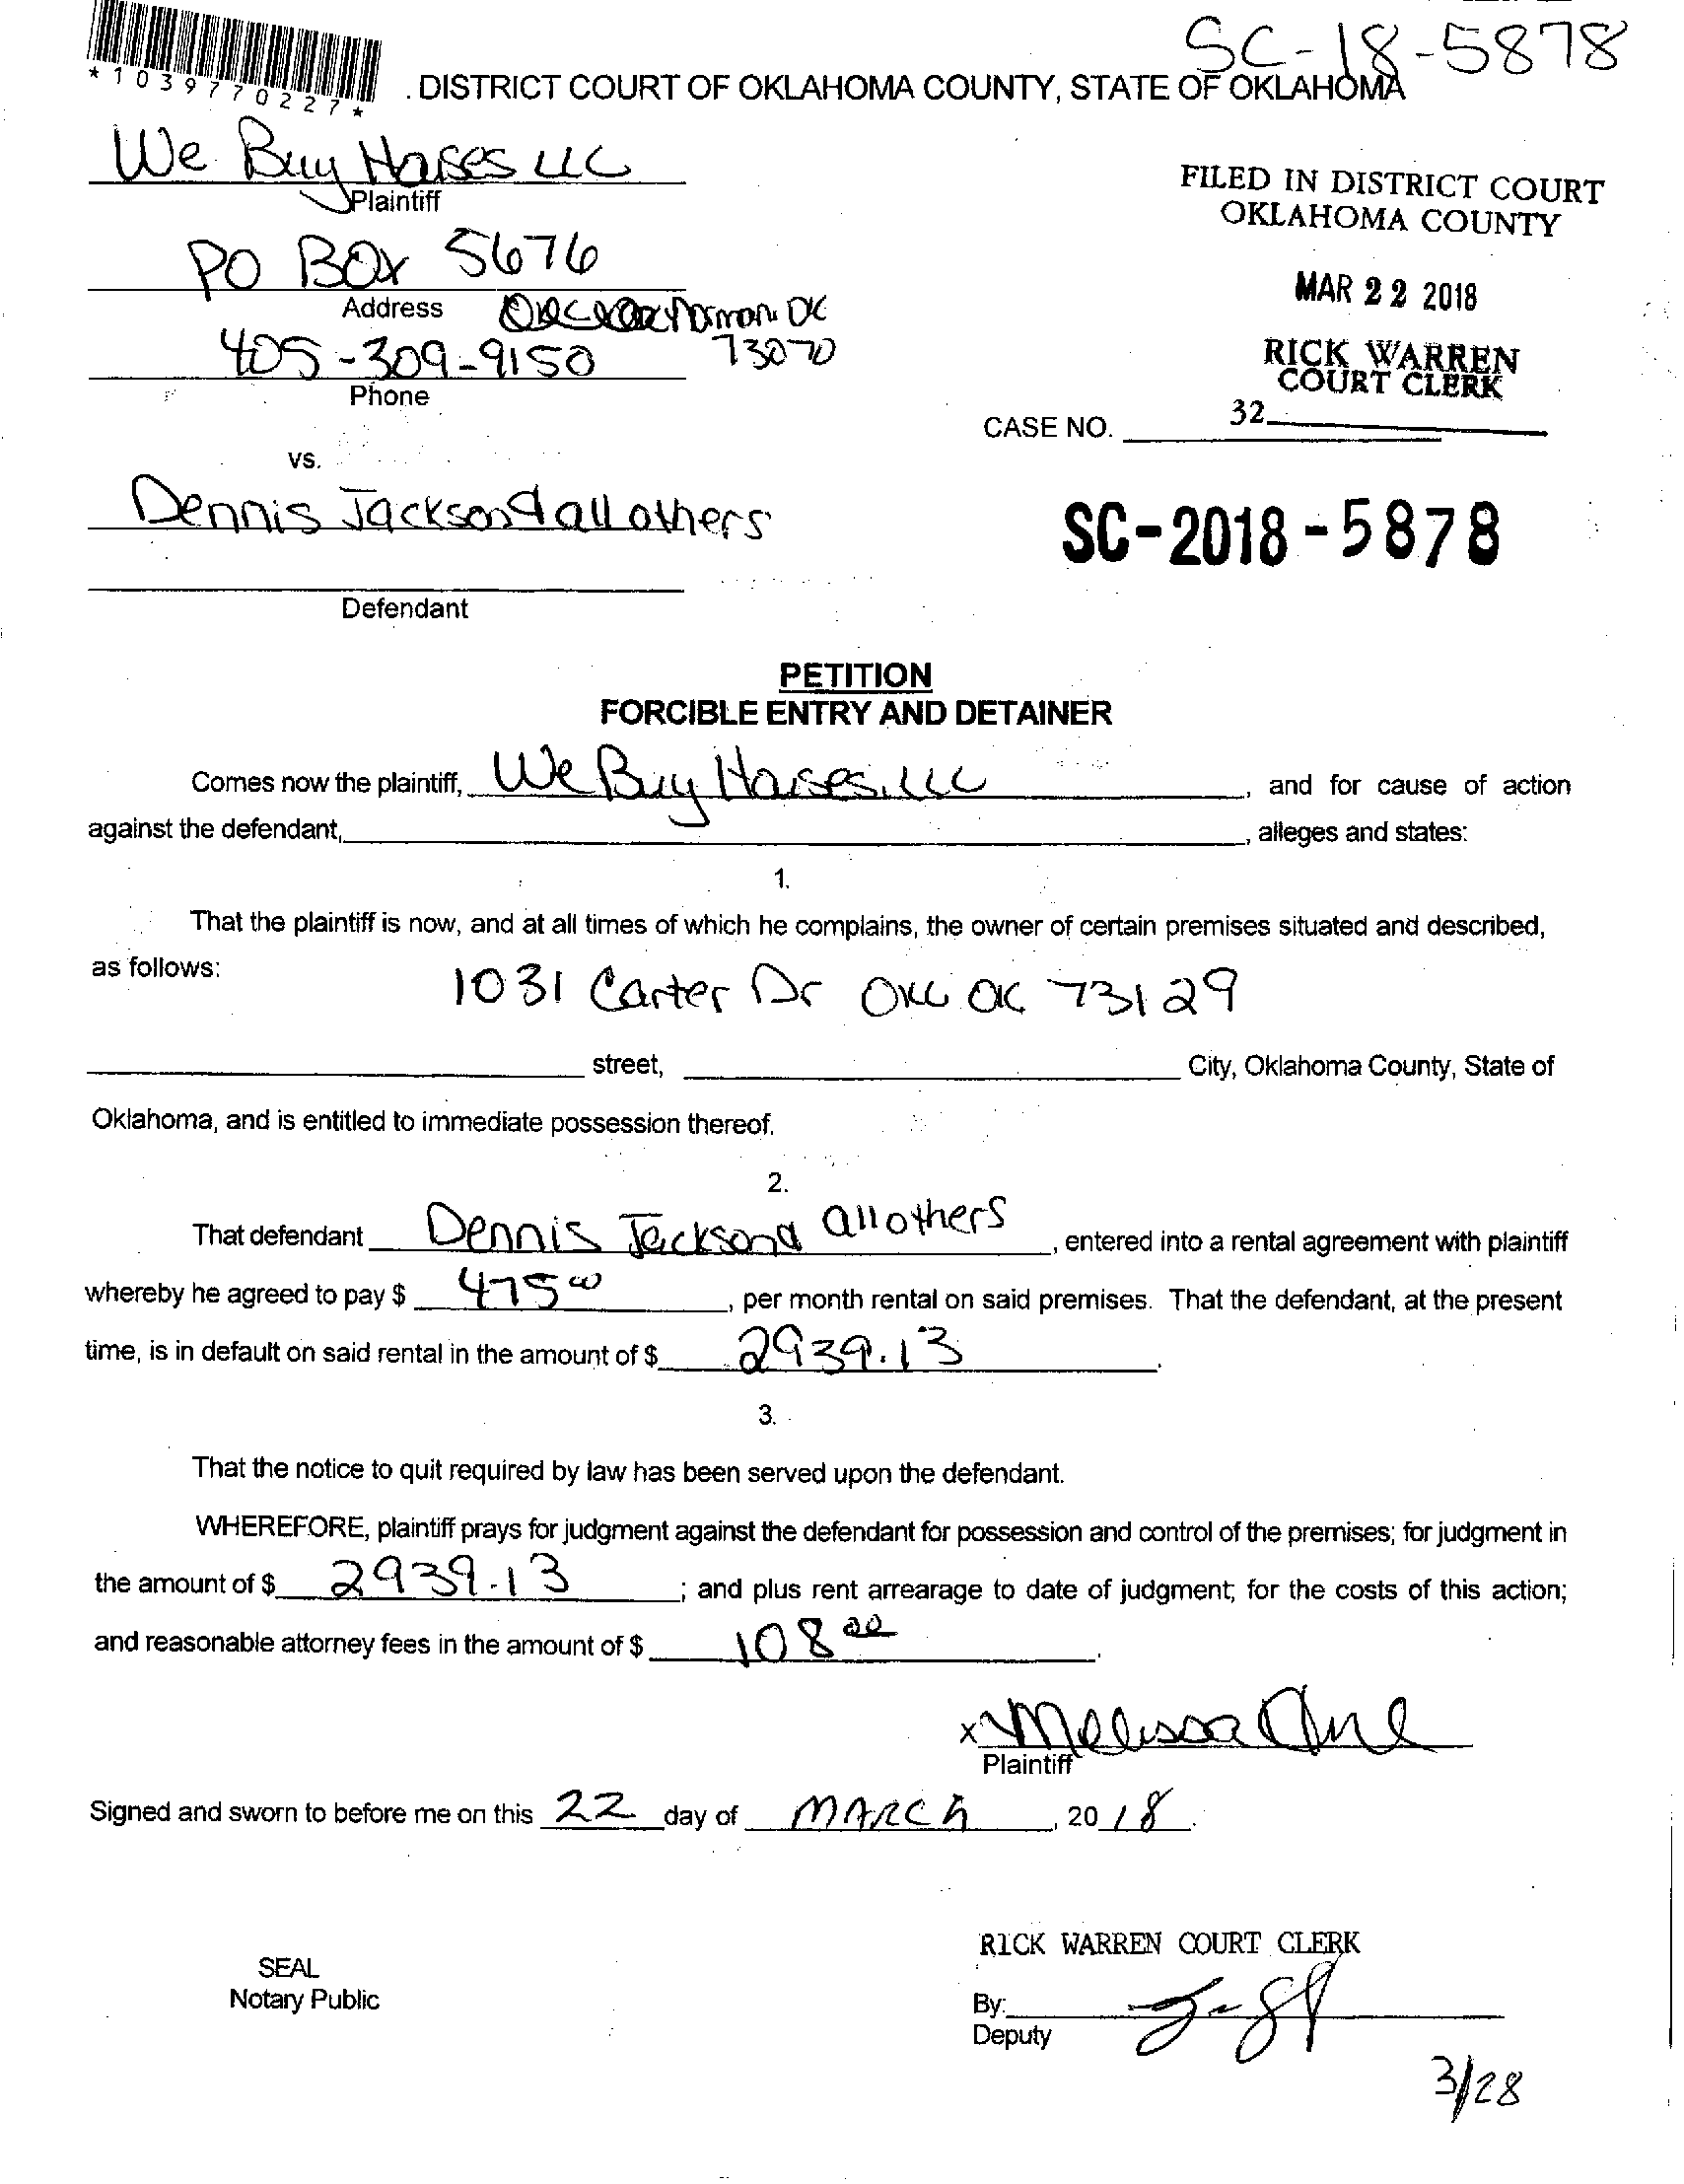 SC-18-5878
*1039770227*
. DISTRICT COURT OF OKLAHOMA COUNTY, STATE OF OKLAHOMA
We Buy Houses LLC
Plaintiff
FILED IN DISTRICT COURT
OKLAHOMA COUNTY
PO BOX 5676
Address
Norman OK
73070
MAR 22 2018
405-309-9150
Phone
RICK WARREN
COURT CLERK
CASE NO. 32
vs.
Dennis Jackson & all others
SC-2018-5878
Defendant
PETITION
FORCIBLE ENTRY AND DETAINER
Comes now the plaintiff, We Buy Houses, LLC, and for cause of action
against the defendant, , alleges and states:
1.
That the plaintiff is now, and at all times of which he complains, the owner of certain premises situated and described,
as follows:
1031 Carter Dr OKC OK 73129
street, City, Oklahoma County, State of
Oklahoma, and is entitled to immediate possession thereof.
2.
That defendant Dennis Jackson & all others, entered into a rental agreement with plaintiff
whereby he agreed to pay $ 475 00, per month rental on said premises. That the defendant, at the present
time, is in default on said rental in the amount of $ 2939.13.
3.
That the notice to quit required by law has been served upon the defendant.
WHEREFORE, plaintiff prays for judgment against the defendant for possession and control of the premises; for judgment in
the amount of $ 2939.13; and plus rent arrearage to date of judgment; for the costs of this action;
and reasonable attorney fees in the amount of $ 108 00.
x Melissa
Plaintiff
Signed and sworn to before me on this 22 day of MARCh, 20 18.
RICK WARREN COURT CLERK
SEAL
Notary Public
By:
Deputy
3/28